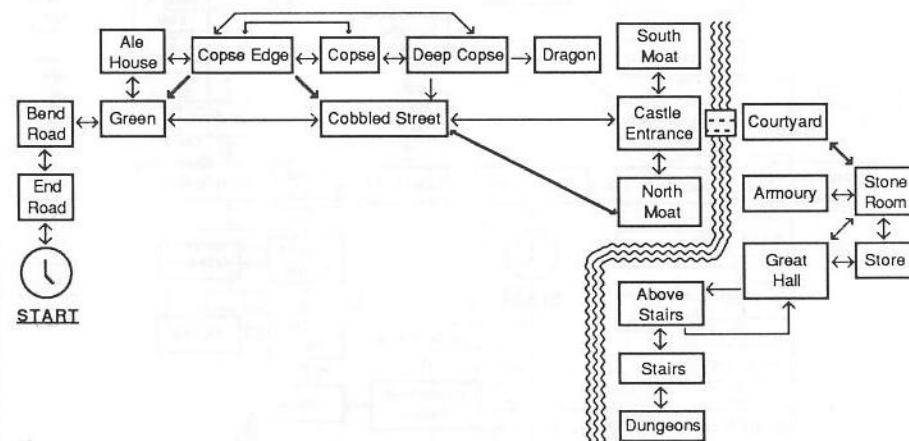 Ale
House
Copse Edge
Copse
Deep Copse
Dragon
South
Moat
Bend
Road
Green
Cobbled Street
Castle
Entrance
Courtyard
End
Road
North
Moat
Armoury
Stone
Room
START
Great
Hall
Store
Above
Stairs
Stairs
Dungeons